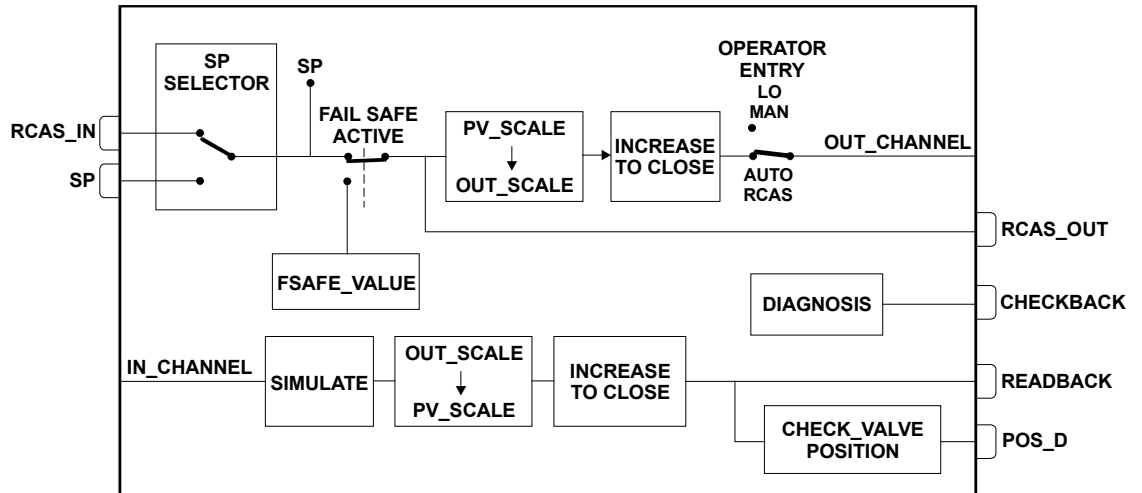 SP
SELECTOR
RCAS_IN
SP
SP
FAIL SAFE
ACTIVE
FSAFE_VALUE
PV_SCALE
OUT_SCALE
INCREASE
TO CLOSE
OPERATOR
ENTRY
LO
MAN
AUTO
RCAS
OUT_CHANNEL
RCAS_OUT
DIAGNOSIS
CHECKBACK
IN_CHANNEL
SIMULATE
OUT_SCALE
PV_SCALE
INCREASE
TO CLOSE
READBACK
CHECK_VALVE
POSITION
POS_D